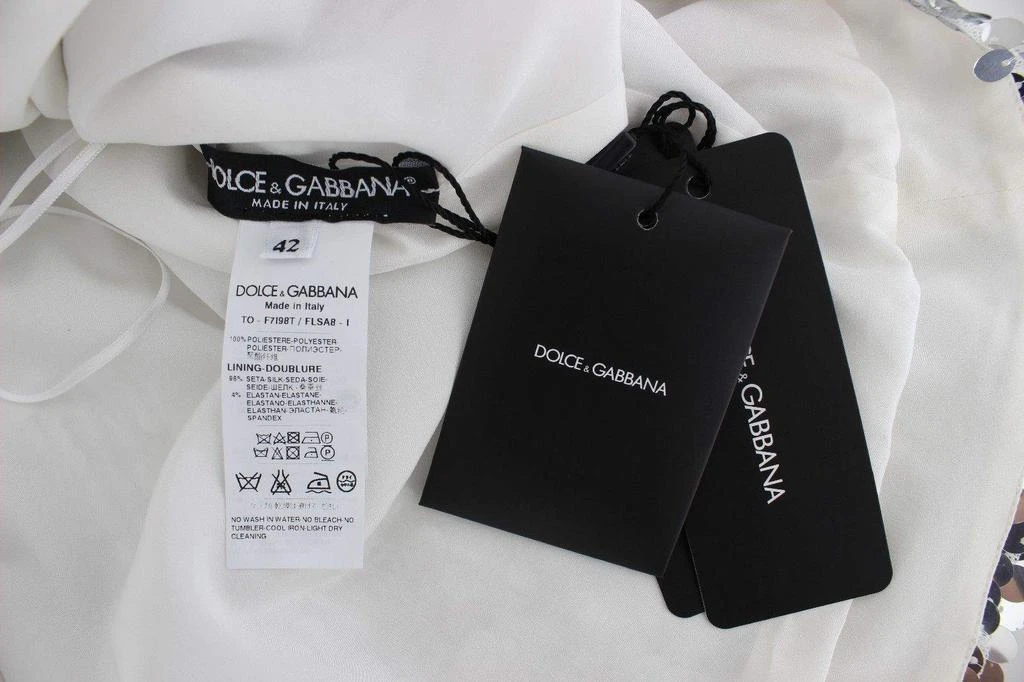 OLCE & GABBANA®
MADE IN ITALY
42
DOLCE & GABBANA
Made in Italy
TO - F7I98T / FLSA8 - I
100% POLIESTERE-POLYESTER-
POLIESTER-ПОЛИЭСТЕР-
LINING-DOUBLURE
96% SETA-SILK-SEDA-SOIE-
SEIDE-ШЕЛК-
4% ELASTAN-ELASTANE-
ELASTANO-ELASTHANNE-
ELASTHAN-ЭЛАСТАН-
SPANDEX
P
P
NO WASH IN WATER-NO BLEACH-NO
TUMBLER-COOL IRON-LIGHT DRY
CLEANING
DOLCE & GABBANA
CE & GABBANA